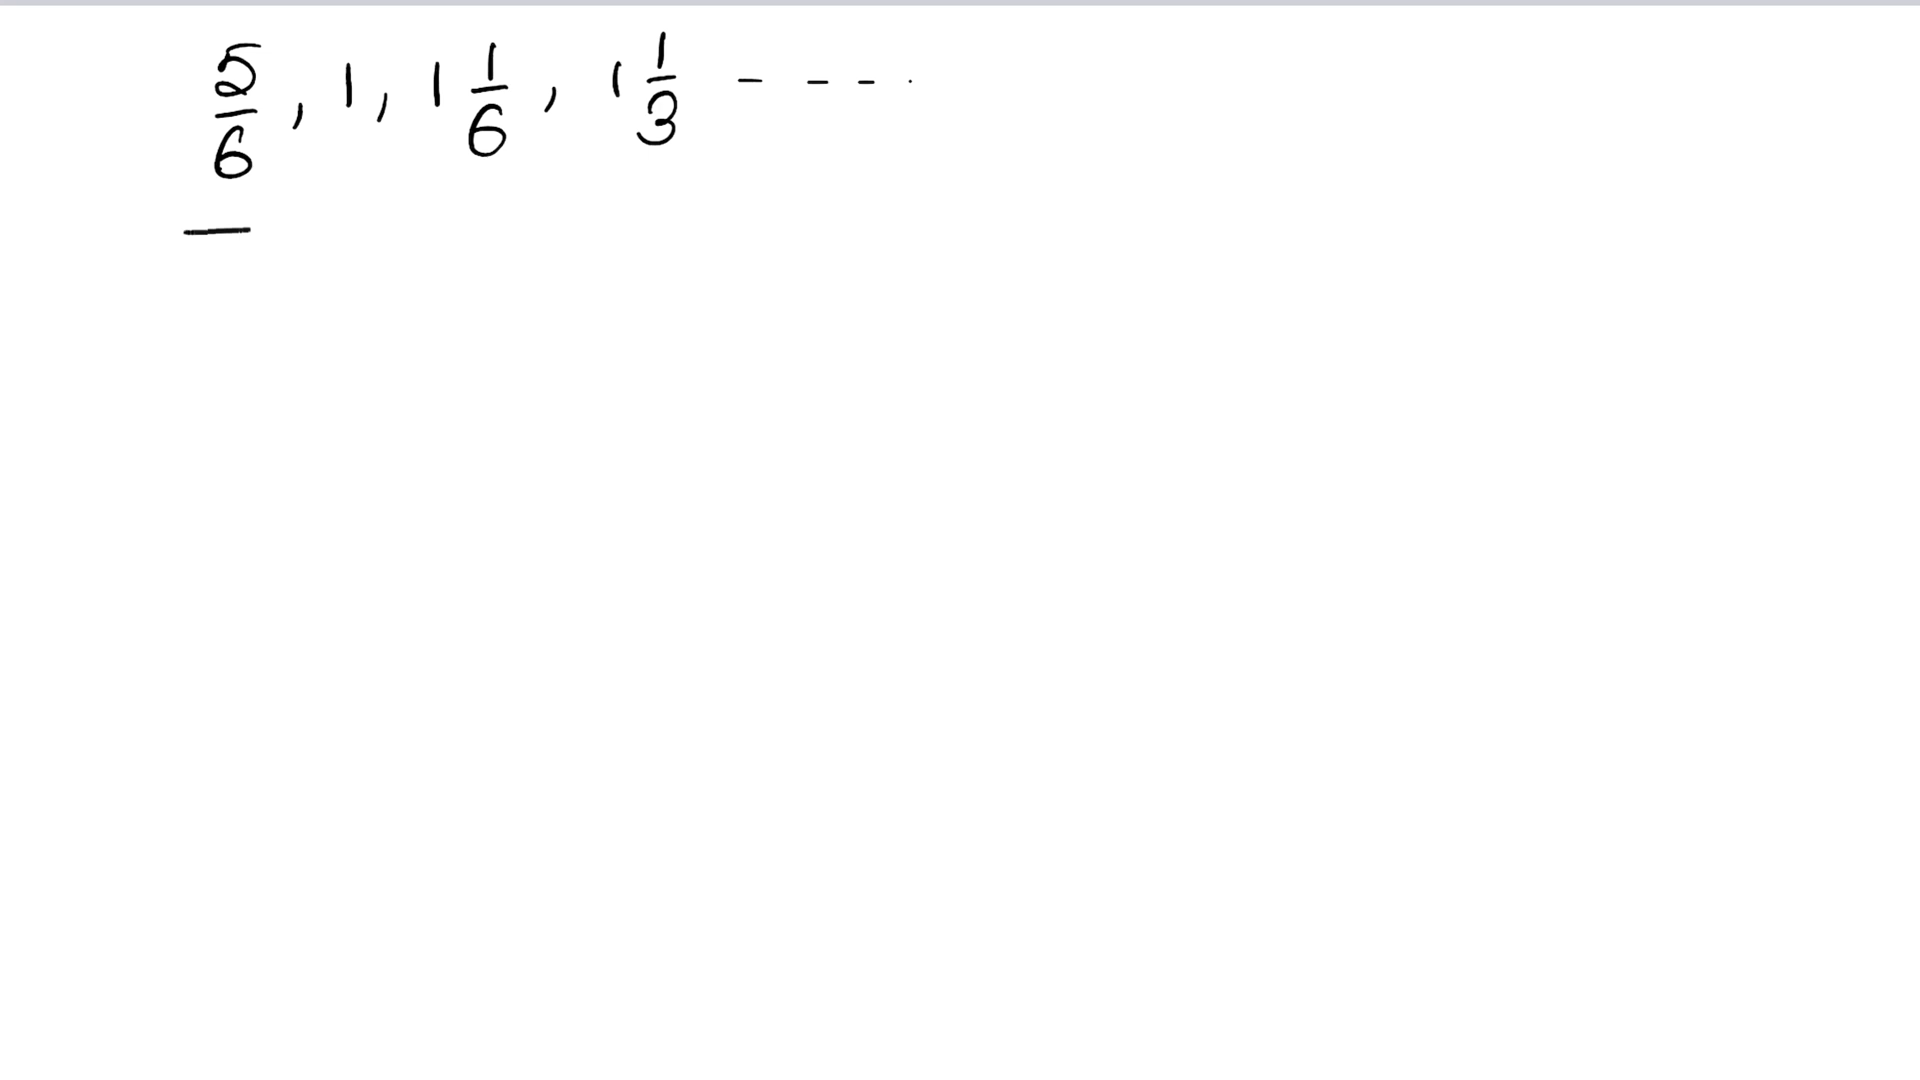 5/6, 1, 1 1/6, 1 1/3 - - - -